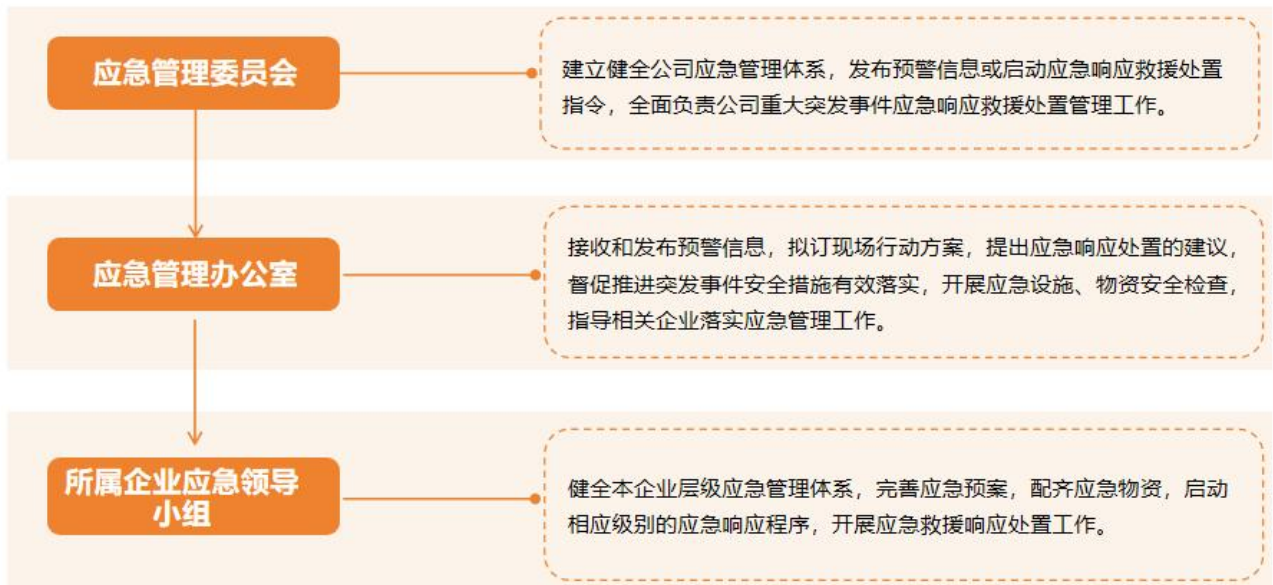 应急管理委员会
建立健全公司应急管理体系，发布预警信息或启动应急响应救援处置
指令，全面负责公司重大突发事件应急响应救援处置管理工作。
应急管理办公室
接收和发布预警信息，拟订现场行动方案，提出应急响应处置的建议，
督促推进突发事件安全措施有效落实，开展应急设施、物资安全检查，
指导相关企业落实应急管理工作。
所属企业应急领导
小组
健全本企业层级应急管理体系，完善应急预案，配齐应急物资，启动
相应级别的应急响应程序，开展应急救援响应处置工作。